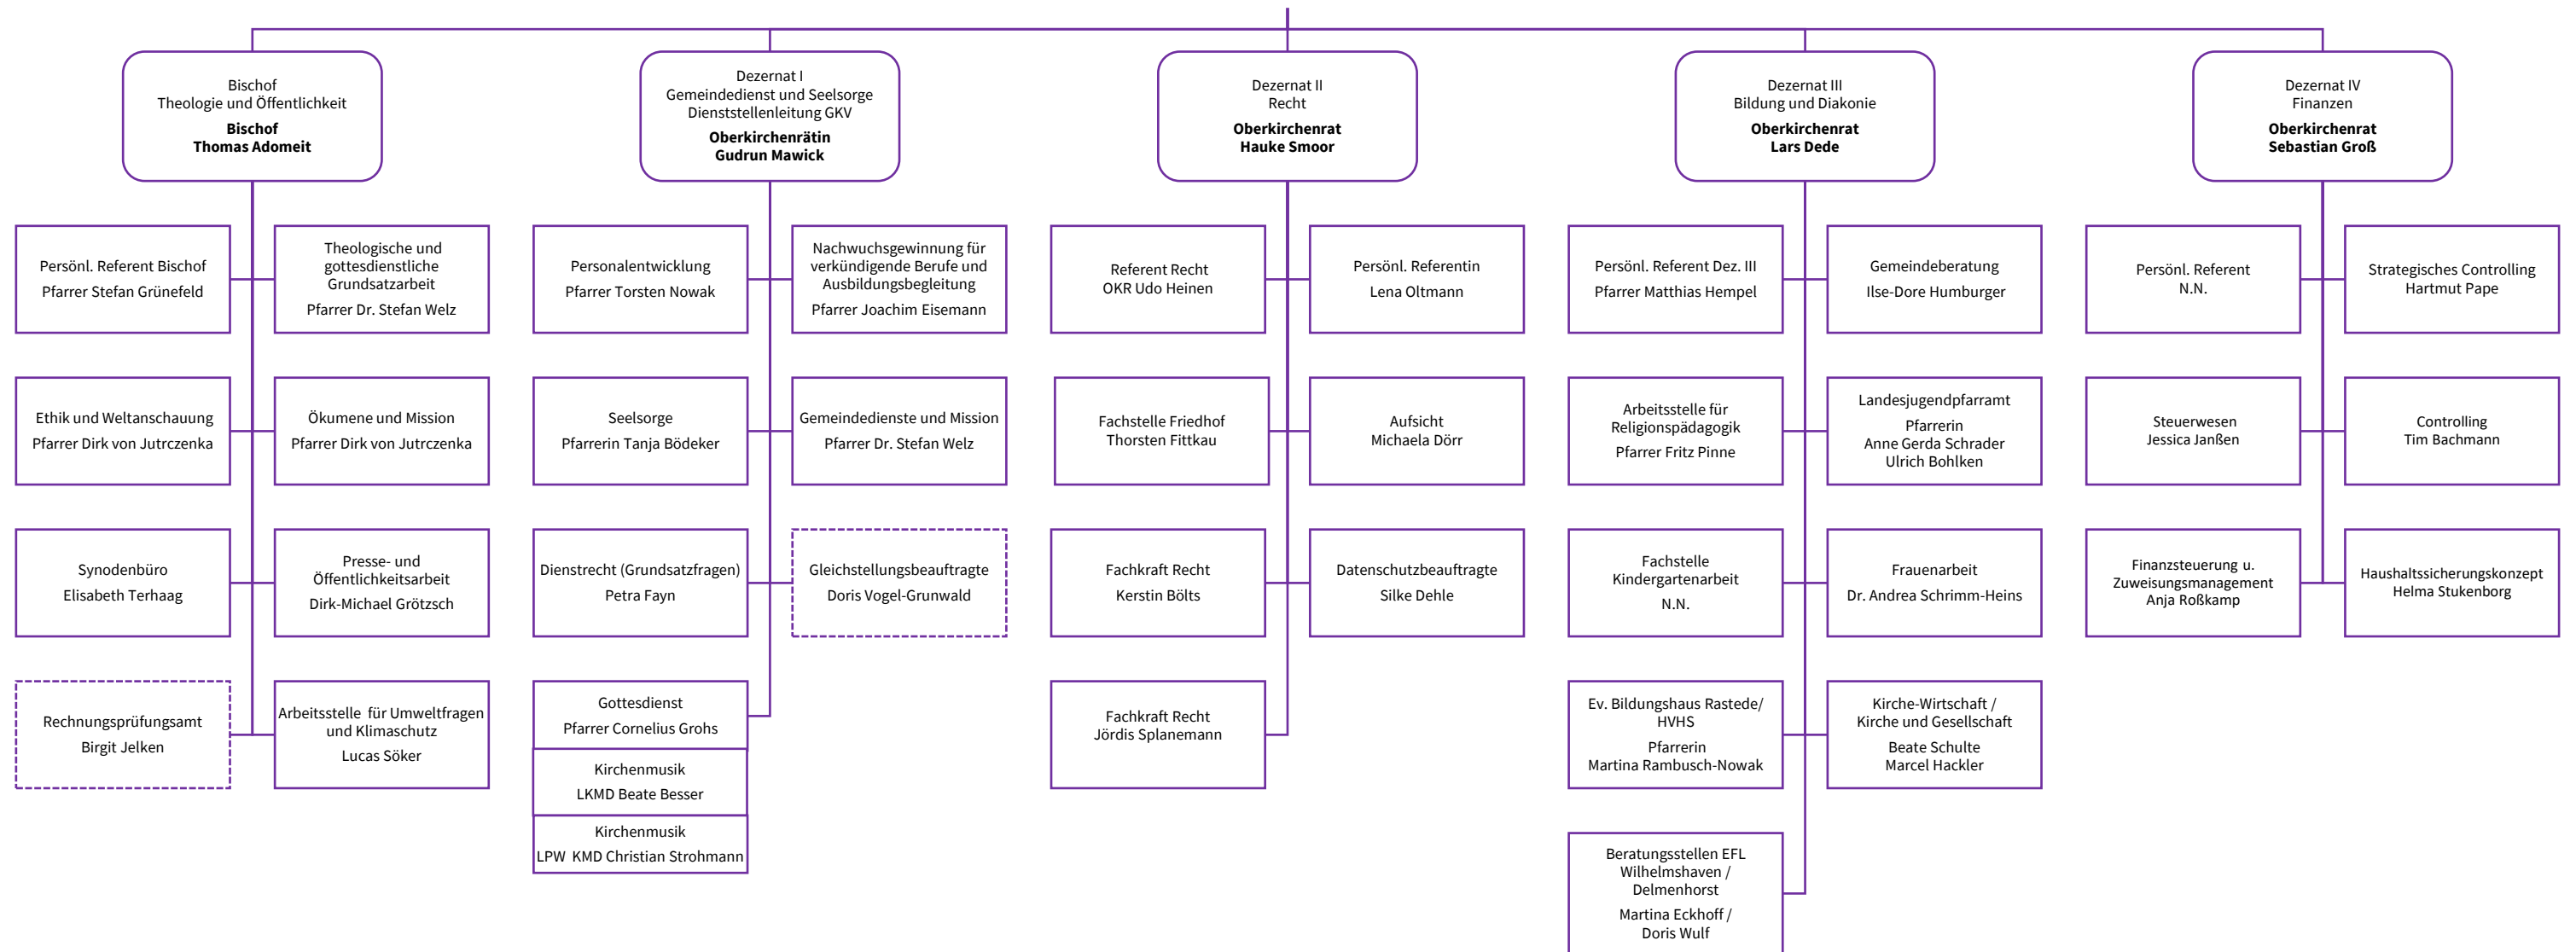 Bischof
Theologie und Öffentlichkeit
Bischof
Thomas Adomeit
Dezernat I
Gemeindedienst und Seelsorge
Dienststellenleitung GKV
Oberkirchenrätin
Gudrun Mawick
Dezernat II
Recht
Oberkirchenrat
Hauke Smoor
Dezernat III
Bildung und Diakonie
Oberkirchenrat
Lars Dede
Dezernat IV
Finanzen
Oberkirchenrat
Sebastian Groß
Persönl. Referent Bischof
Pfarrer Stefan Grünefeld
Theologische und
gottesdienstliche
Grundsatzarbeit
Pfarrer Dr. Stefan Welz
Ethik und Weltanschauung
Pfarrer Dirk von Jutrczenka
Ökumene und Mission
Pfarrer Dirk von Jutrczenka
Synodenbüro
Elisabeth Terhaag
Presse- und
Öffentlichkeitsarbeit
Dirk-Michael Grötzsch
Rechnungsprüfungsamt
Birgit Jelken
Arbeitsstelle für Umweltfragen
und Klimaschutz
Lucas Söker
Personalentwicklung
Pfarrer Torsten Nowak
Nachwuchsgewinnung für
verkündigende Berufe und
Ausbildungsbegleitung
Pfarrer Joachim Eisemann
Seelsorge
Pfarrerin Tanja Bödeker
Gemeindedienste und Mission
Pfarrer Dr. Stefan Welz
Dienstrecht (Grundsatzfragen)
Petra Fayn
Gleichstellungsbeauftragte
Doris Vogel-Grunwald
Gottesdienst
Pfarrer Cornelius Grohs
Kirchenmusik
LKMD Beate Besser
Kirchenmusik
LPW KMD Christian Strohmann
Referent Recht
OKR Udo Heinen
Persönl. Referentin
Lena Oltmann
Fachstelle Friedhof
Thorsten Fittkau
Aufsicht
Michaela Dörr
Fachkraft Recht
Kerstin Bölts
Datenschutzbeauftragte
Silke Dehle
Fachkraft Recht
Jördis Splanemann
Persönl. Referent Dez. III
Pfarrer Matthias Hempel
Gemeindeberatung
Ilse-Dore Humburger
Arbeitsstelle für
Religionspädagogik
Pfarrer Fritz Pinne
Landesjugendpfarramt
Pfarrerin
Anne Gerda Schrader
Ulrich Bohlken
Fachstelle
Kindergartenarbeit
N.N.
Frauenarbeit
Dr. Andrea Schrimm-Heins
Ev. Bildungshaus Rastede/
HVHS
Pfarrerin
Martina Rambusch-Nowak
Kirche-Wirtschaft /
Kirche und Gesellschaft
Beate Schulte
Marcel Hackler
Beratungsstellen EFL
Wilhelmshaven /
Delmenhorst
Martina Eckhoff /
Doris Wulf
Persönl. Referent
N.N.
Strategisches Controlling
Hartmut Pape
Steuerwesen
Jessica Janßen
Controlling
Tim Bachmann
Finanzsteuerung u.
Zuweisungsmanagement
Anja Roßkamp
Haushaltssicherungskonzept
Helma Stukenborg